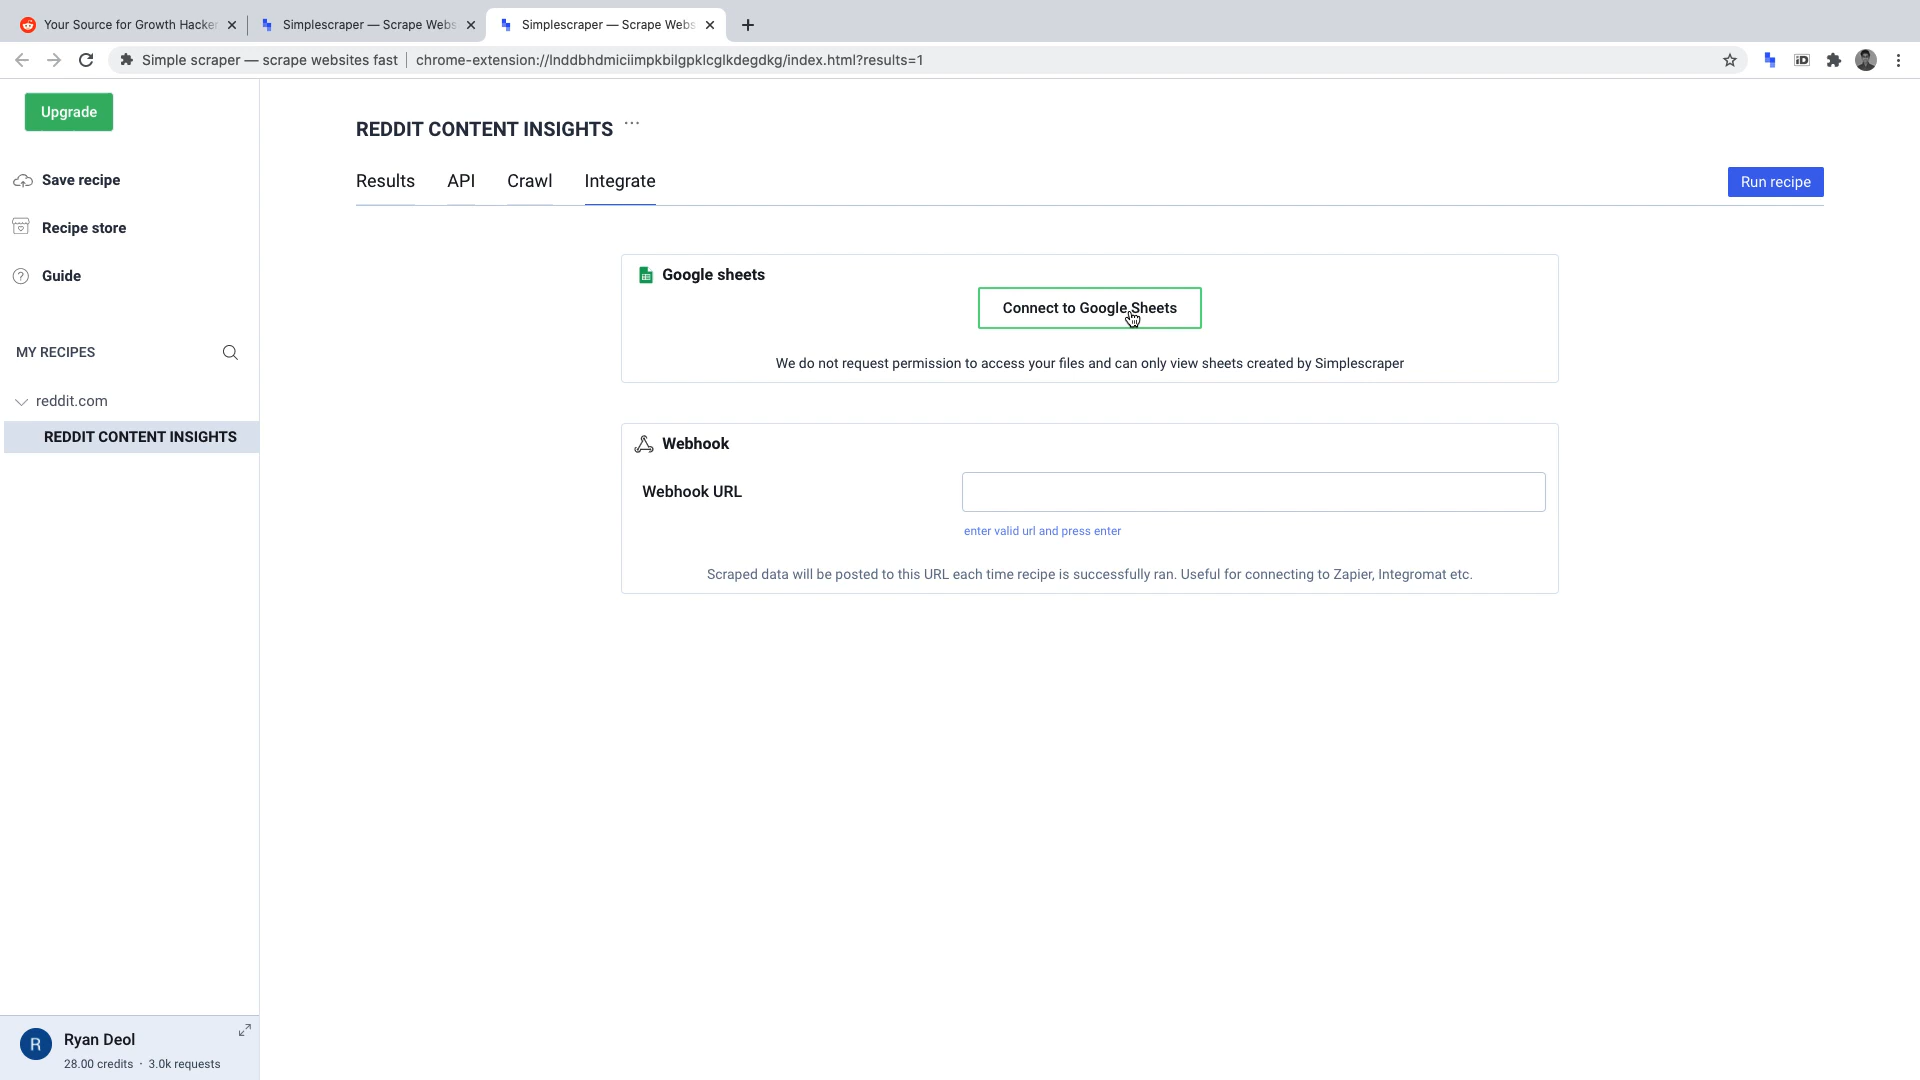 Your Source for Growth Hacker
Simplescraper — Scrape Webs
Simplescraper — Scrape Webs
Simple scraper — scrape websites fast
chrome-extension://lnddbhdmiciimpkbilgpklcglkdegdkg/index.html?results=1
iD
Upgrade
Save recipe
Recipe store
Guide
MY RECIPES
reddit.com
REDDIT CONTENT INSIGHTS
REDDIT CONTENT INSIGHTS ...
Results
API
Crawl
Integrate
Run recipe
Google sheets
Connect to Google Sheets
We do not request permission to access your files and can only view sheets created by Simplescraper
Webhook
Webhook URL
enter valid url and press enter
Scraped data will be posted to this URL each time recipe is successfully ran. Useful for connecting to Zapier, Integromat etc.
R
Ryan Deol
28.00 credits · 3.0k requests